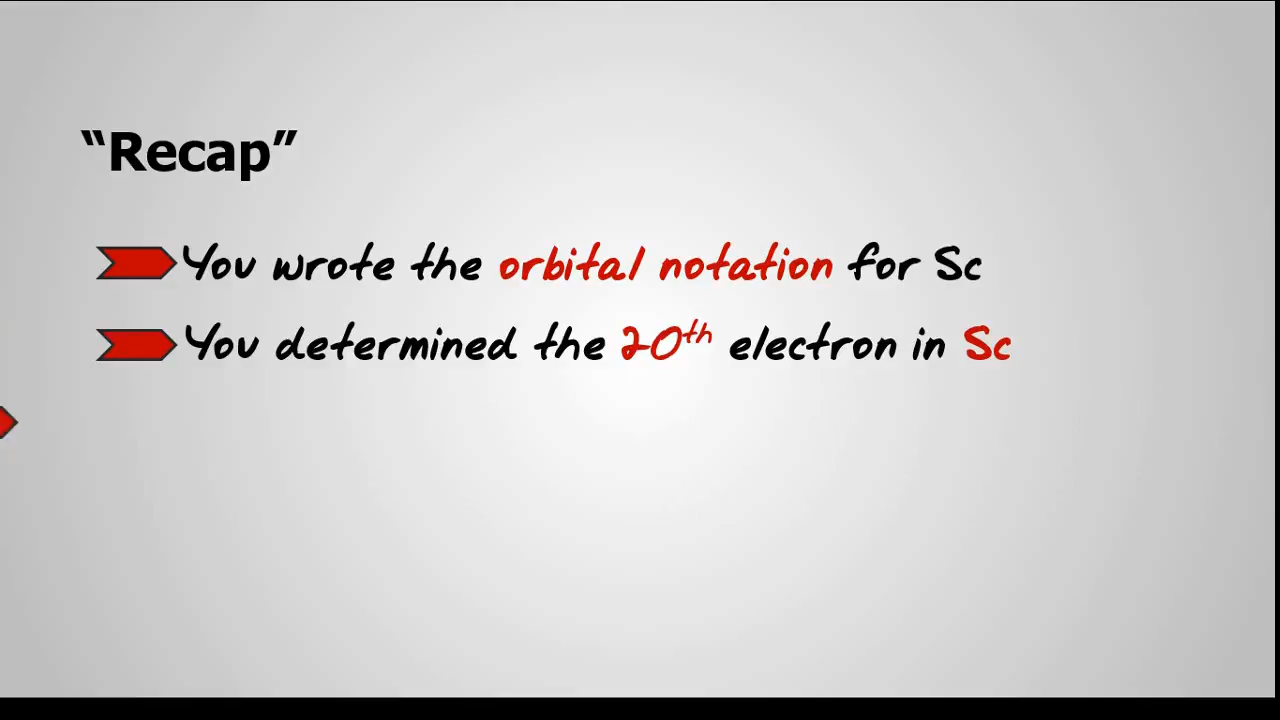 “Recap”
You wrote the orbital notation for Sc
You determined the 20th electron in Sc